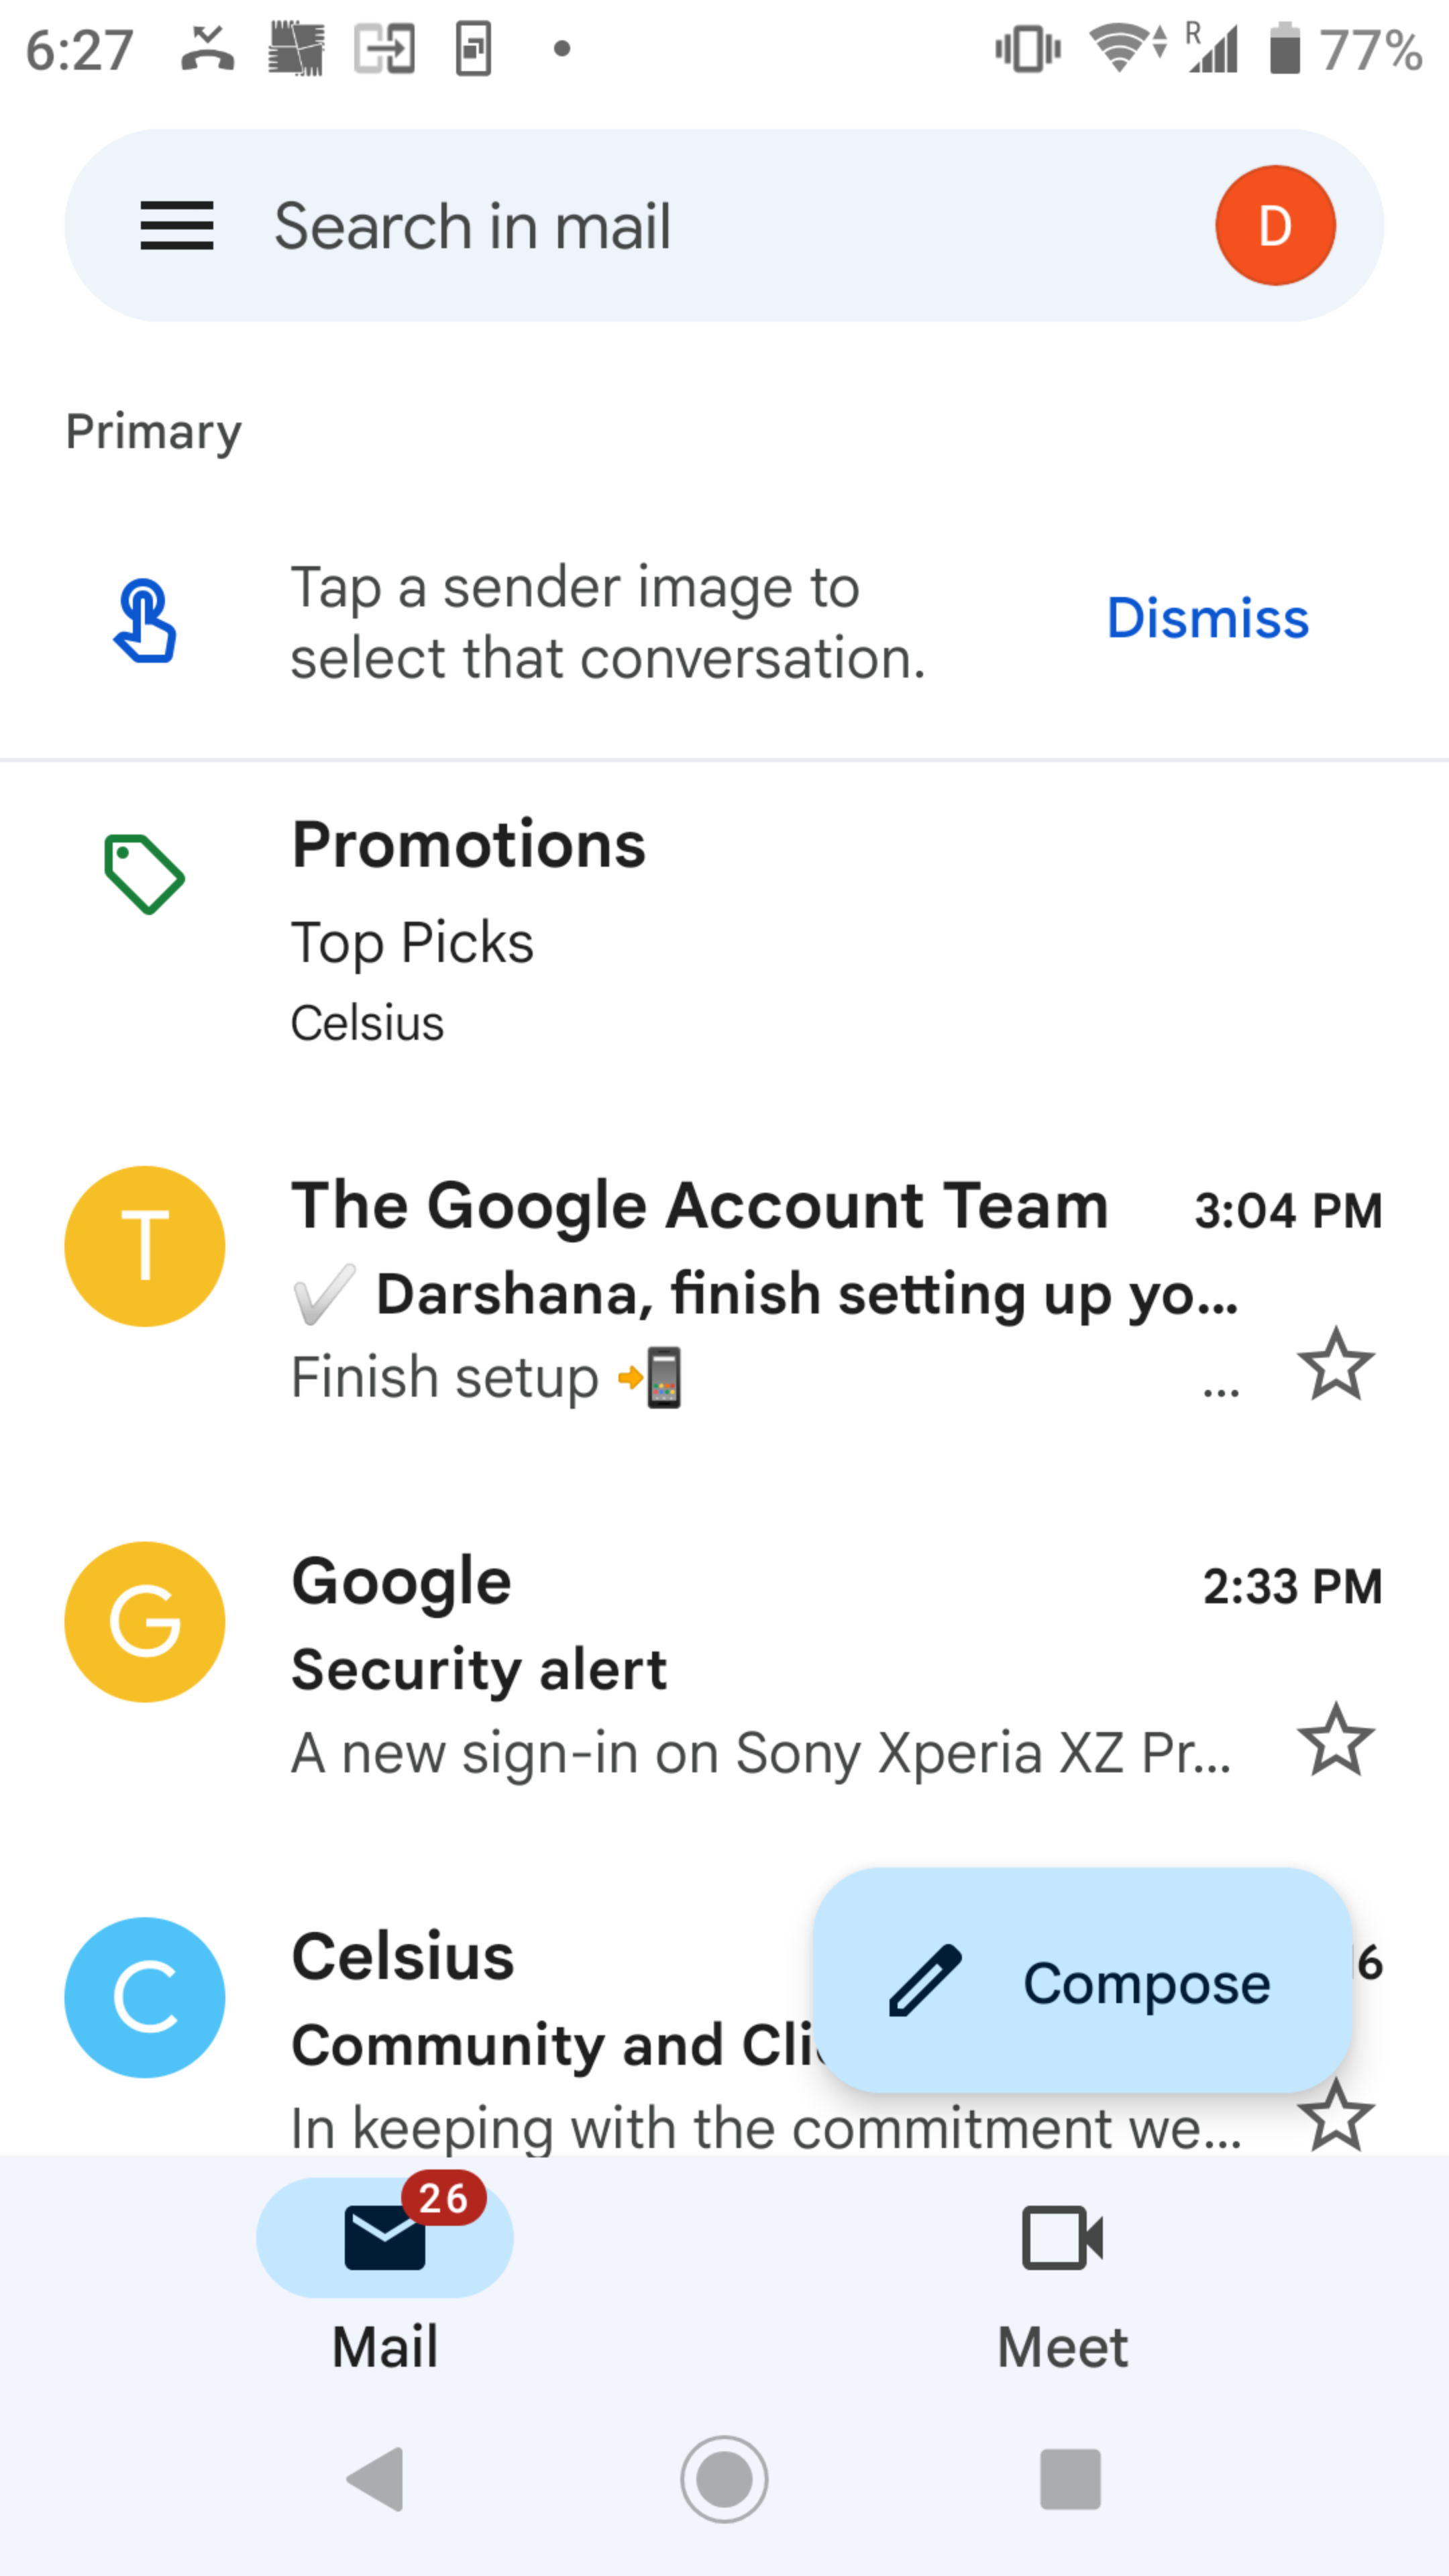 6:27 R 77%
Search in mail D
Primary
Tap a sender image to
select that conversation.
Dismiss
Promotions
Top Picks
Celsius
T The Google Account Team 3:04 PM
✔ Darshana, finish setting up yo...
Finish setup 📲 ...
G Google 2:33 PM
Security alert
A new sign-in on Sony Xperia XZ Pr...
C Celsius 6
Community and Cli
In keeping with the commitment we...
Compose
26
Mail Meet